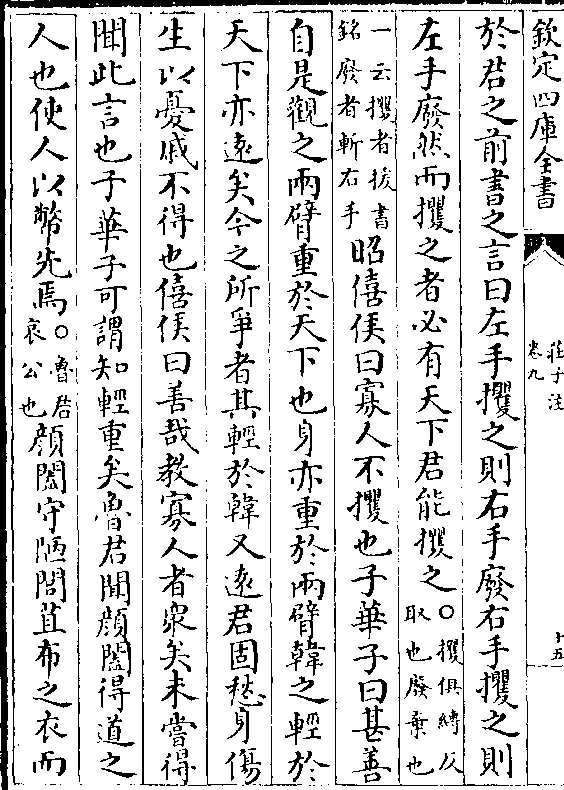 欽定四庫全書
莊子注
卷九
十五
於君之前書之言曰左手攫之則右手廢右手攫之則
左手廢然而攫之者必有天下君能攫之○攫俱縛反
取也廢棄也
一云攫者援書
銘廢者斬右手
昭僖侯曰寡人不攫也子華子曰甚善
自是觀之兩臂重於天下也身亦重於兩臂韓之輕於
天下亦遠矣今之所爭者其輕於韓又遠君固愁身傷
生以憂戚不得也僖侯曰善哉教寡人者衆矣未嘗得
聞此言也子華子可謂知輕重矣魯君聞顔闔得道之
人也使人以幣先焉○魯君
哀公也
顔闔守陋閭苴布之衣而